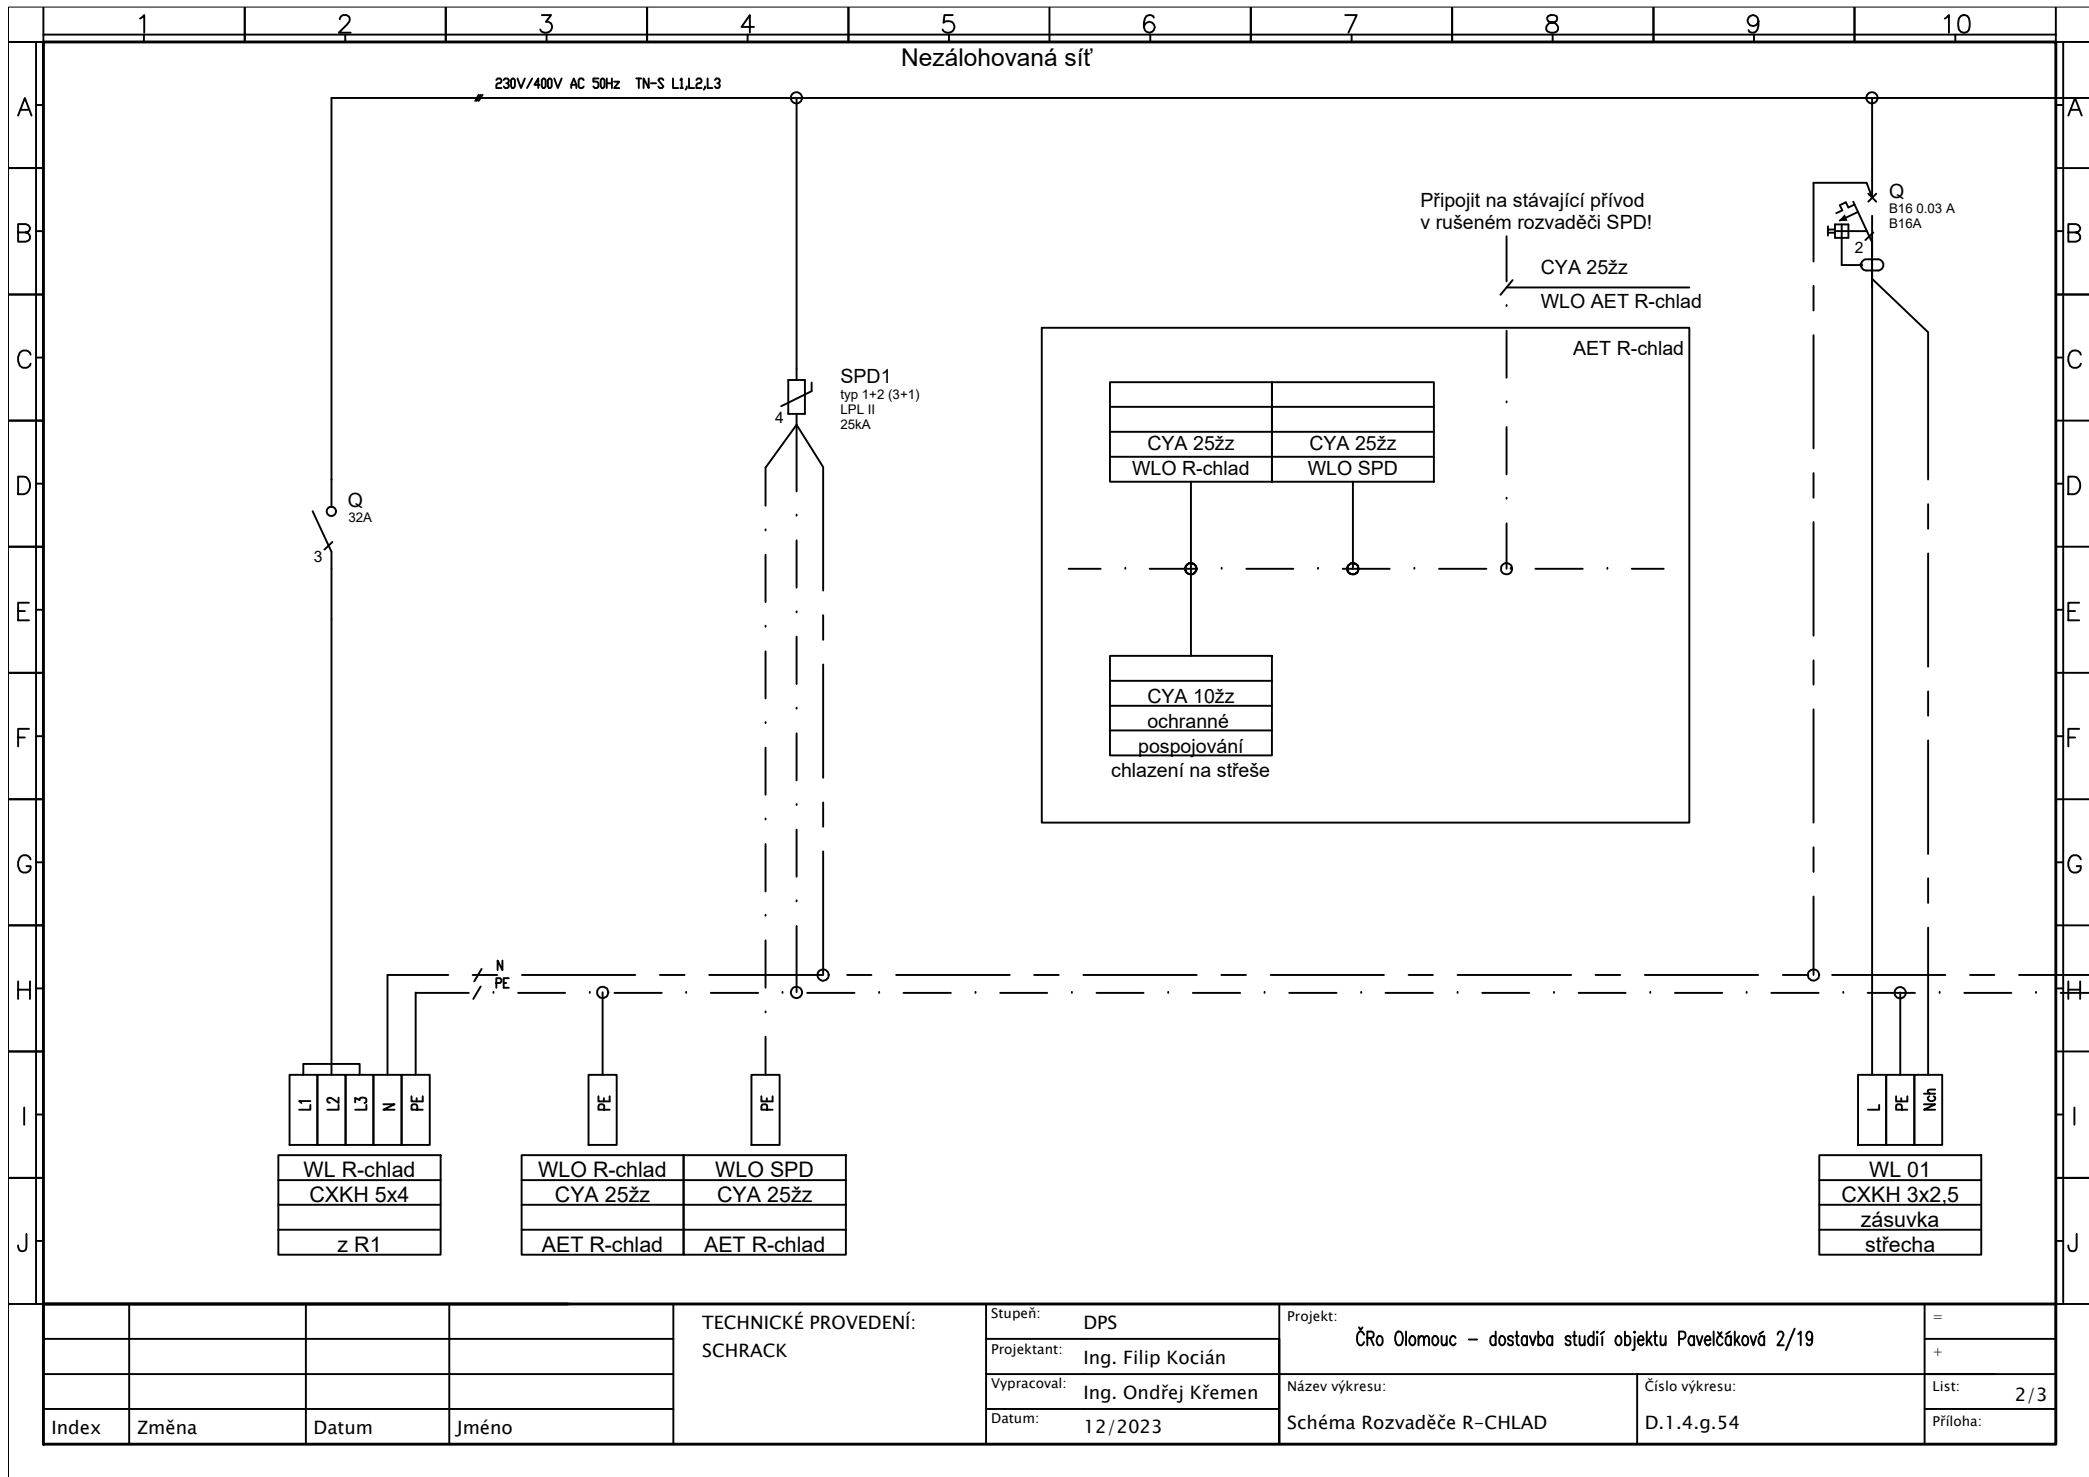 1 2 3 4 5 6 7 8 9 10
Nezálohovaná síť
230V/400V AC 50Hz TN-S L1,L2,L3
A A
B B
C C
D D
E E
F F
G G
H H
I I
J J
Q
32A
3
SPD1
typ 1+2 (3+1)
LPL II
25kA
4
Připojit na stávající přívod
v rušeném rozvaděči SPD!
CYA 25žz
WLO AET R-chlad
AET R-chlad
CYA 25žz CYA 25žz
WLO R-chlad WLO SPD
CYA 10žz
ochranné
pospojování
chlazení na střeše
Q
B16 0.03 A
B16A
2
N
PE
L1 L2 L3 N PE
PE
PE
L PE Nch
WL R-chlad
CXKH 5x4
z R1
WLO R-chlad WLO SPD
CYA 25žz CYA 25žz
AET R-chlad AET R-chlad
WL 01
CXKH 3x2,5
zásuvka
střecha
Index Změna Datum Jméno
TECHNICKÉ PROVEDENÍ:
SCHRACK
Stupeň: DPS
Projektant: Ing. Filip Kocián
Vypracoval: Ing. Ondřej Křemen
Datum: 12/2023
Projekt:
ČRo Olomouc – dostavba studií objektu Pavelčáková 2/19
Název výkresu:
Schéma Rozvaděče R-CHLAD
Číslo výkresu:
D.1.4.g.54
=
+
List: 2/3
Příloha: